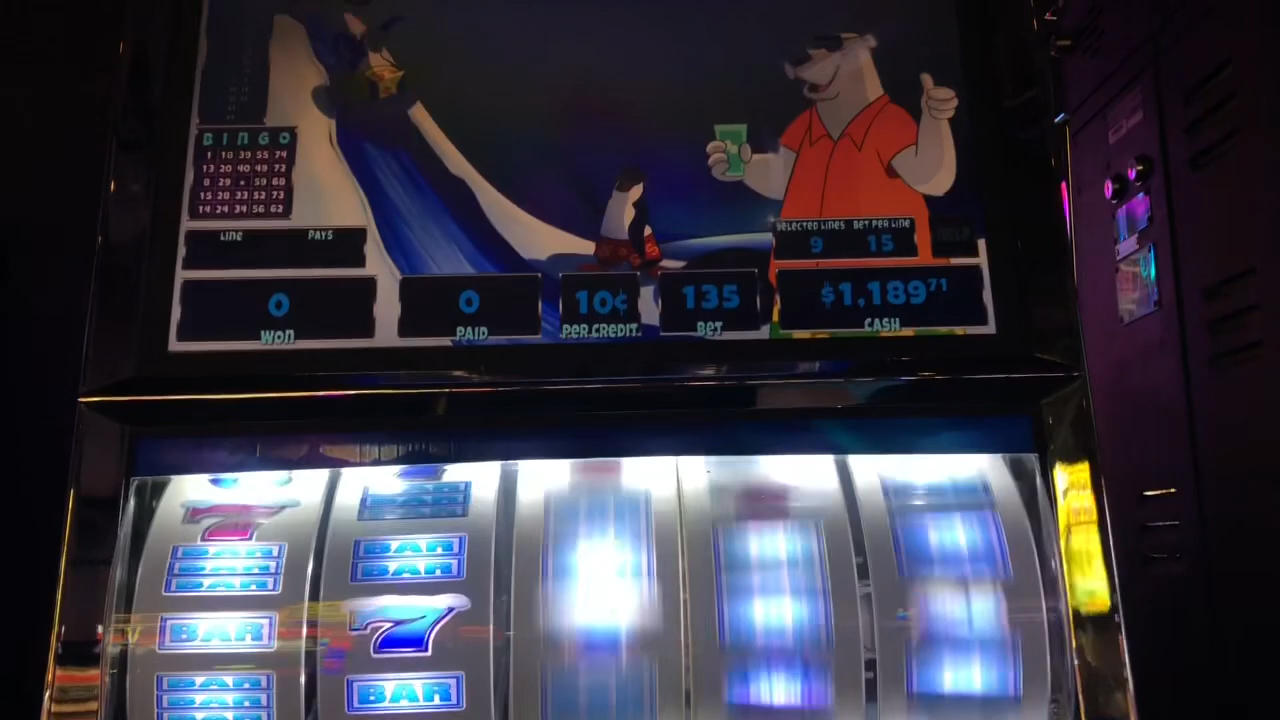 BINGO
1 18 39 55 74
13 20 40 49 72
8 29 59 68
15 28 33 52 73
14 24 34 56 62
LINE PAYS
SELECTED LINES BET PER LINE
9 15
0 0 10¢ 135 $1,189.71
WON PAID PER CREDIT BET CASH
7
BAR BAR
BAR BAR
BAR
BAR 7
BAR BAR
BAR